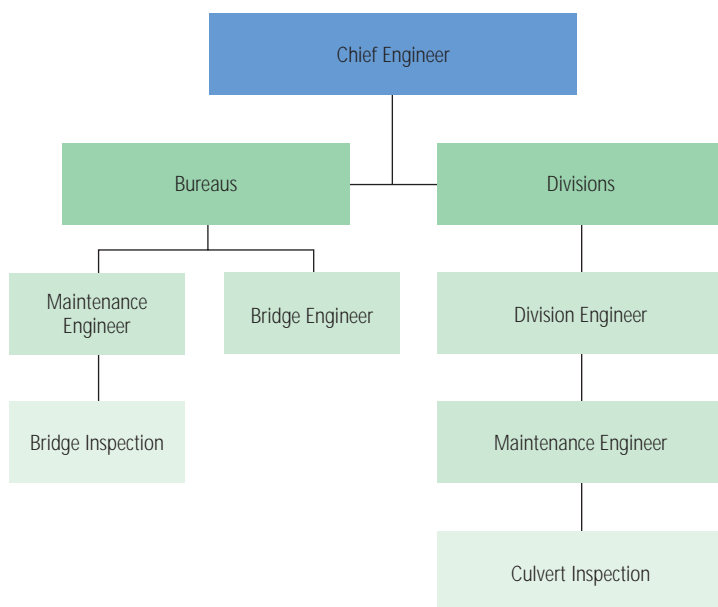 Chief Engineer
Bureaus
Divisions
Maintenance
Engineer
Bridge Engineer
Division Engineer
Bridge Inspection
Maintenance Engineer
Culvert Inspection